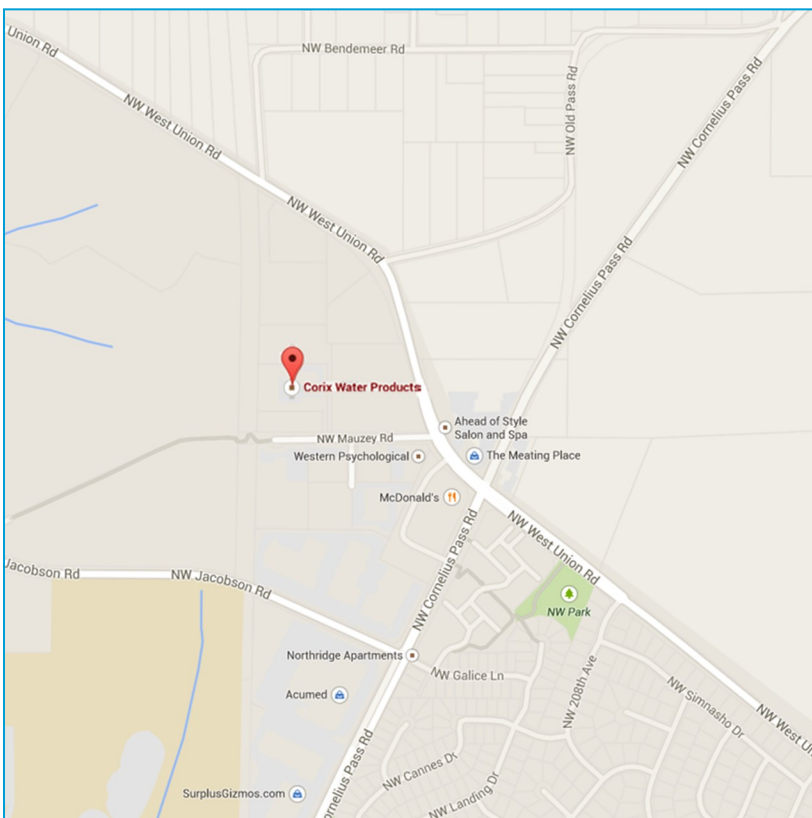 Union Rd
NW Bendemeer Rd
NW West Union Rd
NW Old Pass Rd
NW Cornelius Pass Rd
NW West Union Rd
NW Cornelius Pass Rd
Corix Water Products
Ahead of Style
Salon and Spa
NW Mauzey Rd
Western Psychological
The Meating Place
McDonald's
NW West Union Rd
NW Cornelius Pass Rd
Jacobson Rd
NW Jacobson Rd
NW Park
Northridge Apartments
NW Galice Ln
NW 208th Ave
Acumed
NW Simnasho Dr
NW West Un
NW Cannes Dr
SurplusGizmos.com
NW Landing Dr
rnelius Pass Rd